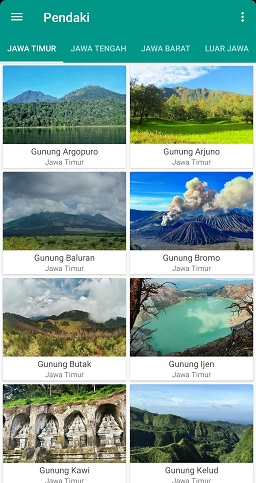 Pendaki
JAWA TIMUR JAWA TENGAH JAWA BARAT LUAR JAWA
Gunung Argopuro Gunung Arjuno
Jawa Timur Jawa Timur
Gunung Baluran Gunung Bromo
Jawa Timur Jawa Timur
Gunung Butak Gunung Ijen
Jawa Timur Jawa Timur
Gunung Kawi Gunung Kelud
Jawa Timur Jawa Timur